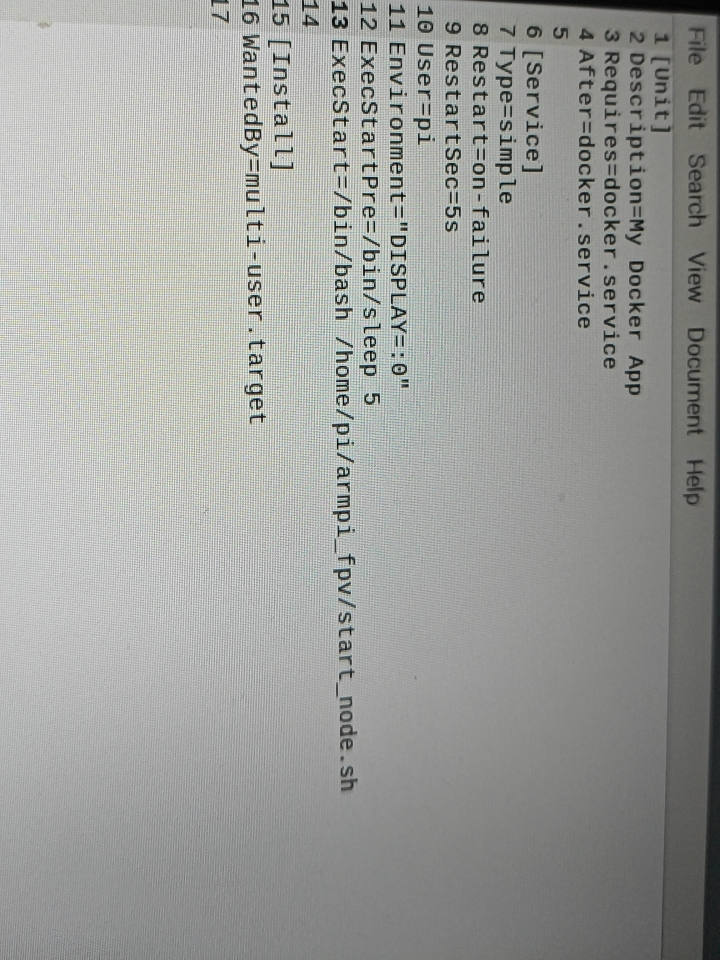 File Edit Search View Document Help
1 [Unit]
2 Description=My Docker App
3 Requires=docker.service
4 After=docker.service
5
6 [Service]
7 Type=simple
8 Restart=on-failure
9 RestartSec=5s
10 User=pi
11 Environment="DISPLAY=:0"
12 ExecStartPre=/bin/sleep 5
13 ExecStart=/bin/bash /home/pi/armpi_fpv/start_node.sh
14
15 [Install]
16 WantedBy=multi-user.target
17